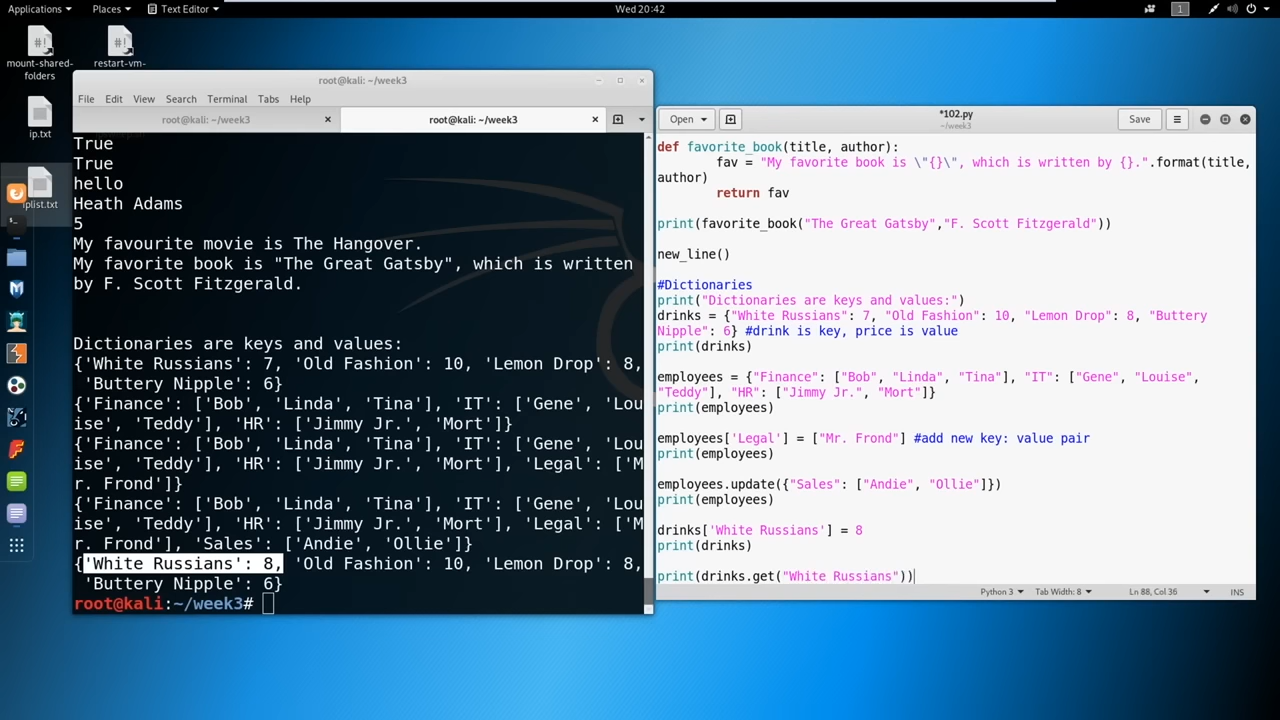 Applications
Places
Text Editor
Wed 20:42
1
mount-shared-
folders
restart-vm-
ip.txt
iplist.txt
root@kali: ~/week3
File Edit View Search Terminal Tabs Help
root@kali: ~/week3
root@kali: ~/week3
True
True
hello
Heath Adams
5
My favourite movie is The Hangover.
My favorite book is "The Great Gatsby", which is written
by F. Scott Fitzgerald.
Dictionaries are keys and values:
{'White Russians': 7, 'Old Fashion': 10, 'Lemon Drop': 8,
'Buttery Nipple': 6}
{'Finance': ['Bob', 'Linda', 'Tina'], 'IT': ['Gene', 'Lou
ise', 'Teddy'], 'HR': ['Jimmy Jr.', 'Mort']}
{'Finance': ['Bob', 'Linda', 'Tina'], 'IT': ['Gene', 'Lou
ise', 'Teddy'], 'HR': ['Jimmy Jr.', 'Mort'], 'Legal': ['M
r. Frond']}
{'Finance': ['Bob', 'Linda', 'Tina'], 'IT': ['Gene', 'Lou
ise', 'Teddy'], 'HR': ['Jimmy Jr.', 'Mort'], 'Legal': ['M
r. Frond'], 'Sales': ['Andie', 'Ollie']}
{'White Russians': 8, 'Old Fashion': 10, 'Lemon Drop': 8,
'Buttery Nipple': 6}
root@kali:~/week3#
Open
*102.py
~/week3
Save
def favorite_book(title, author):
fav = "My favorite book is \"{}\", which is written by {}.".format(title,
author)
return fav
print(favorite_book("The Great Gatsby","F. Scott Fitzgerald"))
new_line()
#Dictionaries
print("Dictionaries are keys and values:")
drinks = {"White Russians": 7, "Old Fashion": 10, "Lemon Drop": 8, "Buttery
Nipple": 6} #drink is key, price is value
print(drinks)
employees = {"Finance": ["Bob", "Linda", "Tina"], "IT": ["Gene", "Louise",
"Teddy"], "HR": ["Jimmy Jr.", "Mort"]}
print(employees)
employees['Legal'] = ["Mr. Frond"] #add new key: value pair
print(employees)
employees.update({"Sales": ["Andie", "Ollie"]})
print(employees)
drinks['White Russians'] = 8
print(drinks)
print(drinks.get("White Russians"))
Python 3
Tab Width: 8
Ln 88, Col 36
INS